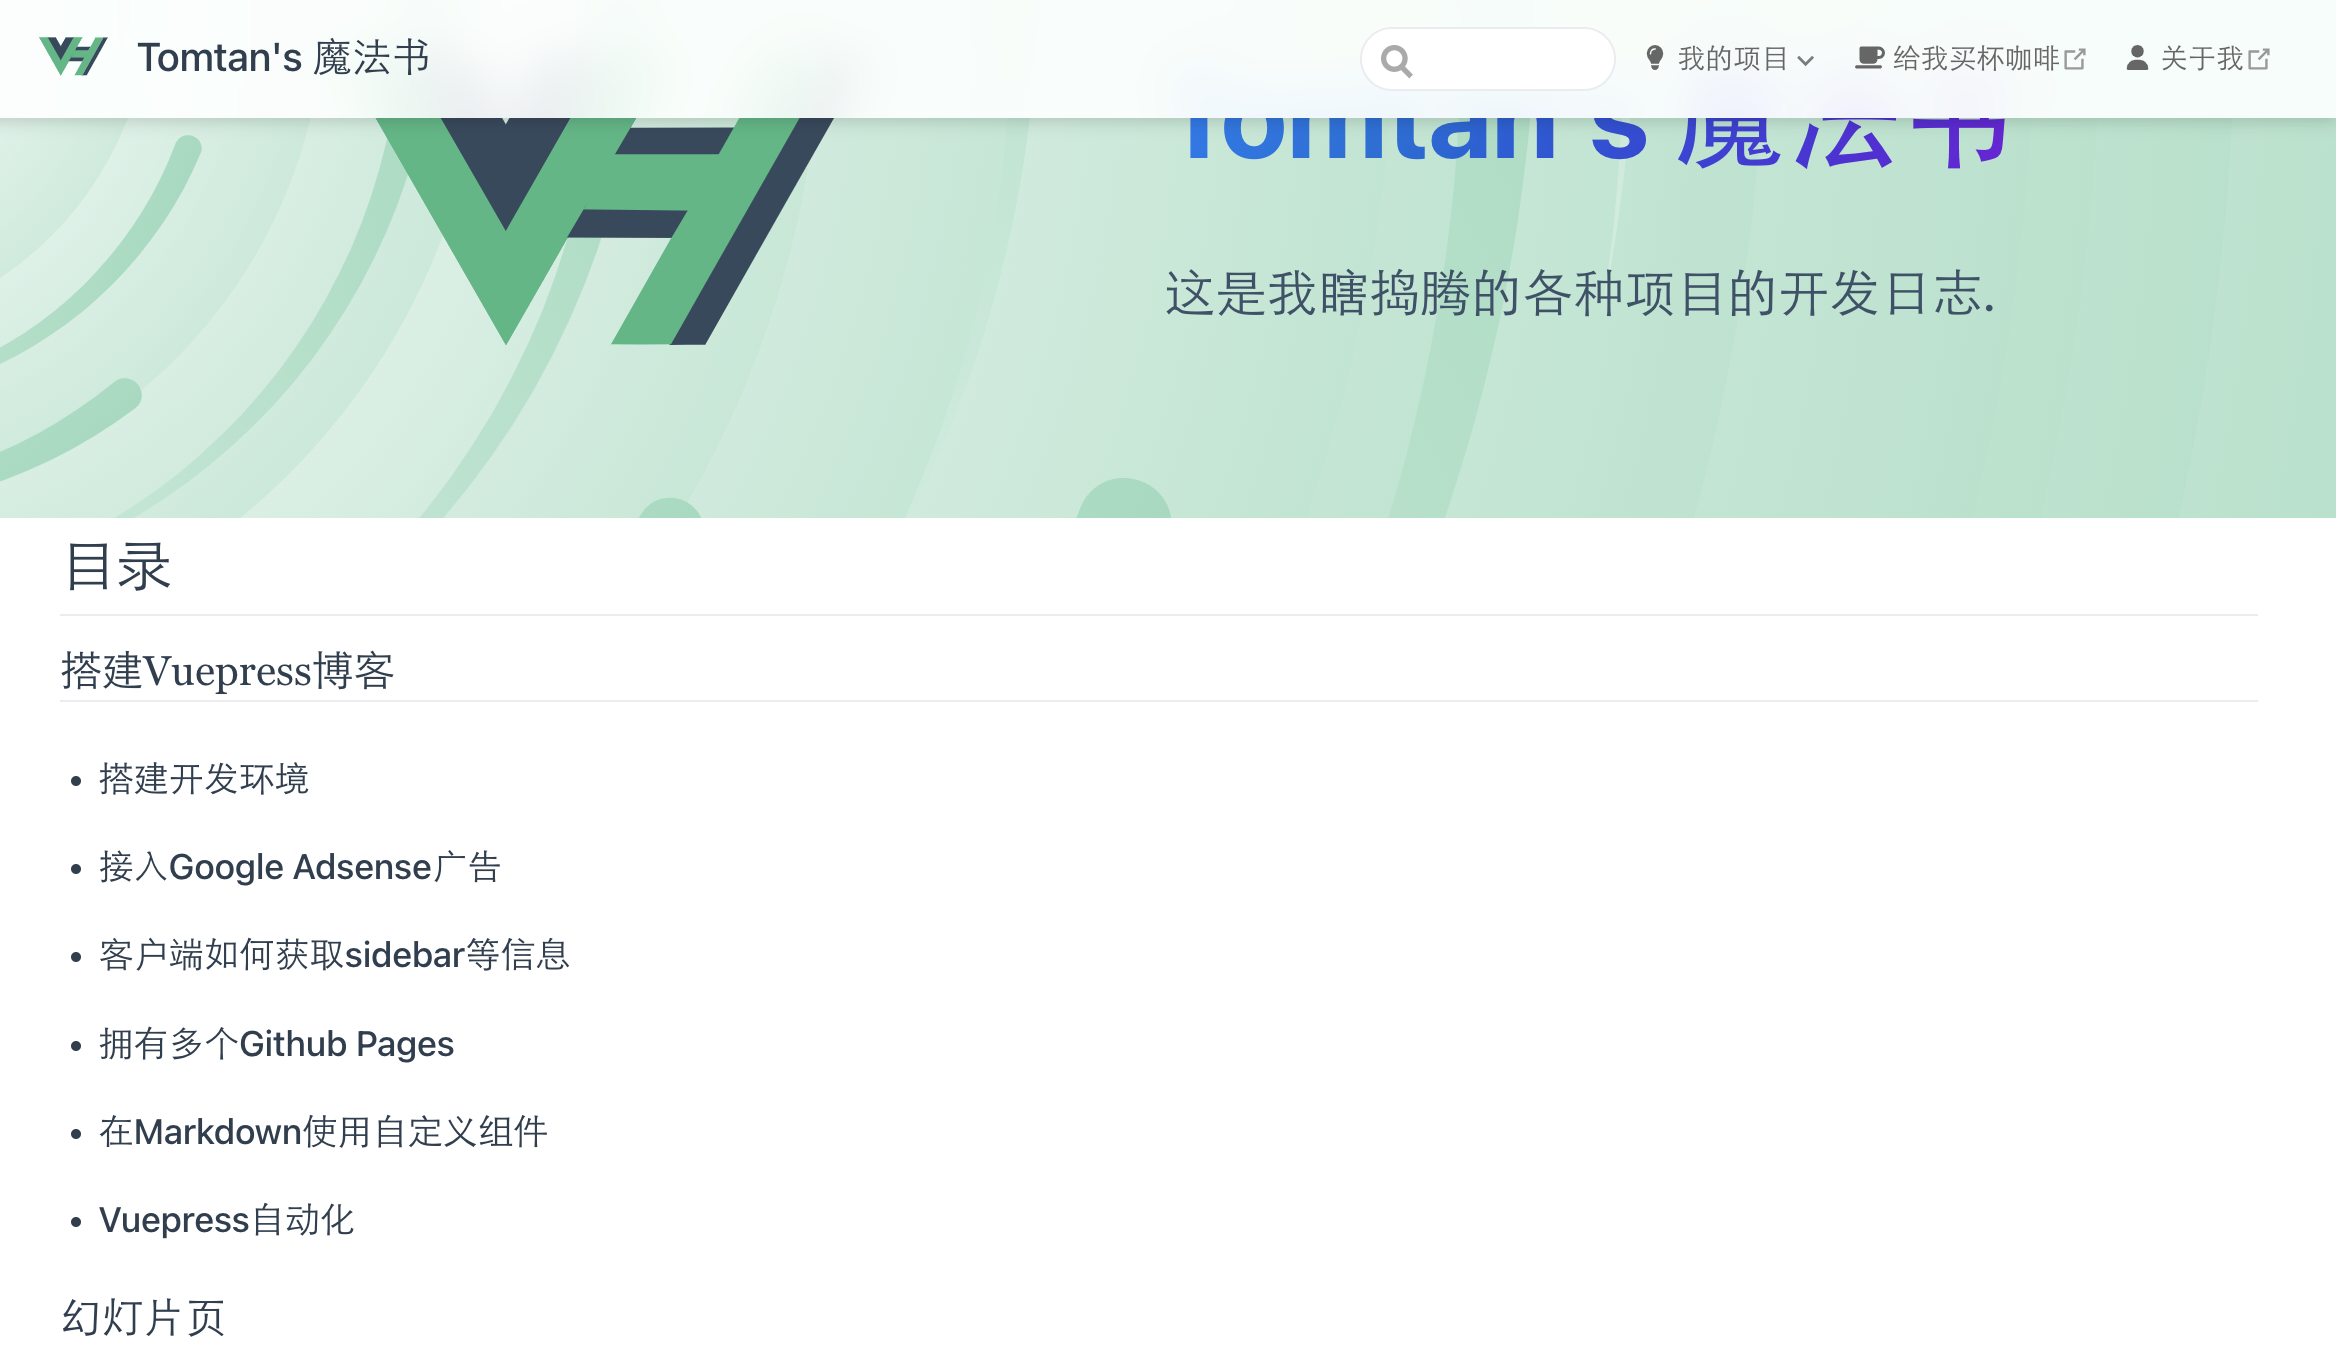 Tomtan's 魔法书
我的项目 给我买杯咖啡 关于我
Tomtan's 魔法书
这是我瞎捣腾的各种项目的开发日志.
目录
搭建Vuepress博客
搭建开发环境
接入Google Adsense广告
客户端如何获取sidebar等信息
拥有多个Github Pages
在Markdown使用自定义组件
Vuepress自动化
幻灯片页